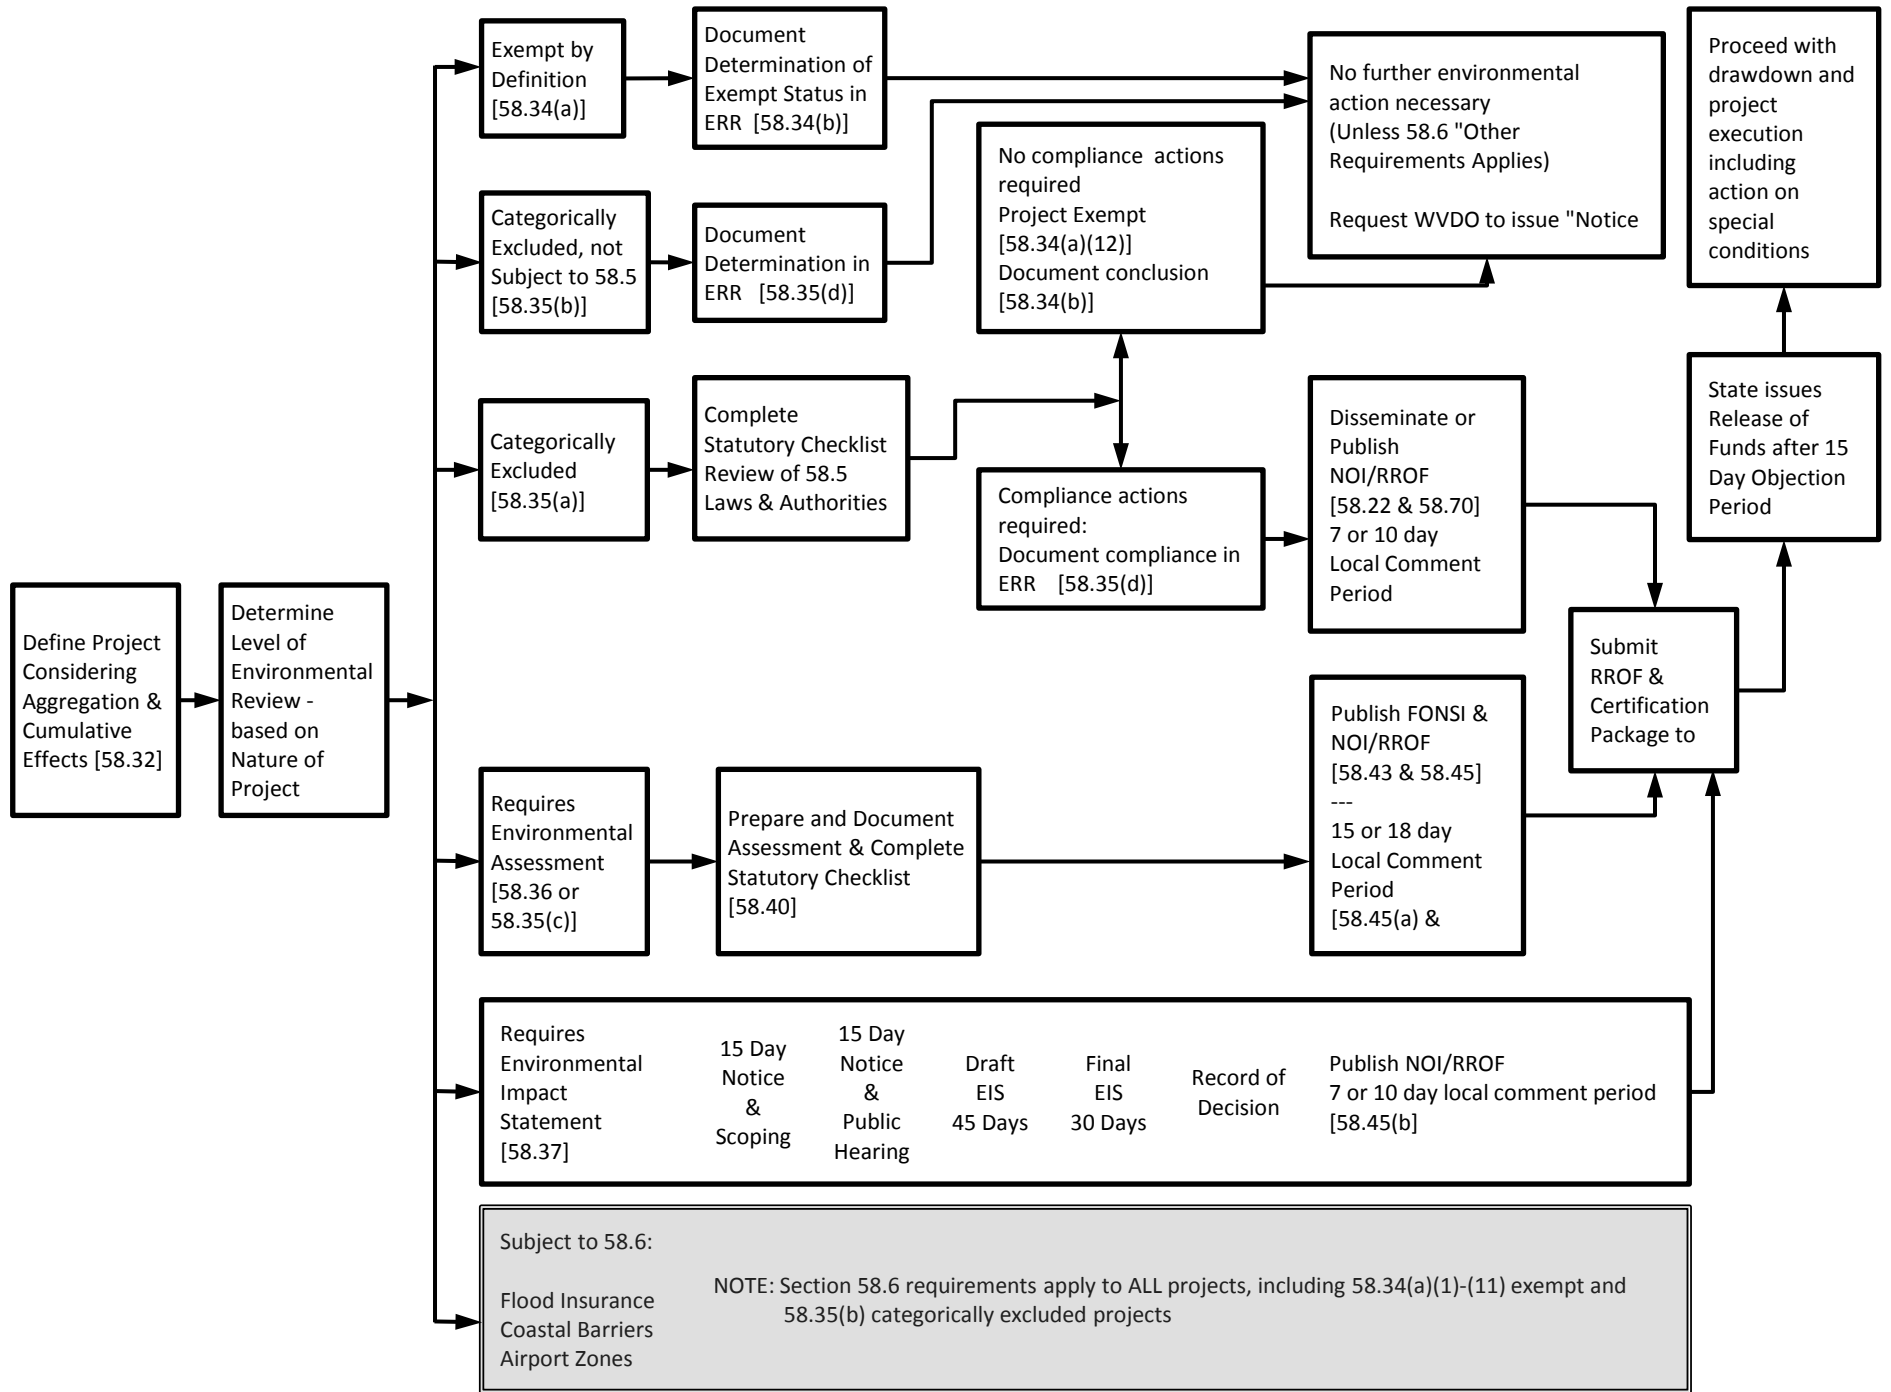 Exempt by
Definition
[58.34(a)]
Document
Determination of
Exempt Status in
ERR [58.34(b)]
No further environmental
action necessary
(Unless 58.6 "Other
Requirements Applies)
Request WVDO to issue "Notice
Proceed with
drawdown and
project
execution
including
action on
special
conditions
No compliance actions
required
Project Exempt
[58.34(a)(12)]
Document conclusion
[58.34(b)]
Categorically
Excluded, not
Subject to 58.5
[58.35(b)]
Document
Determination in
ERR [58.35(d)]
Categorically
Excluded
[58.35(a)]
Complete
Statutory Checklist
Review of 58.5
Laws & Authorities
Compliance actions
required:
Document compliance in
ERR [58.35(d)]
Disseminate or
Publish
NOI/RROF
[58.22 & 58.70]
7 or 10 day
Local Comment
Period
State issues
Release of
Funds after 15
Day Objection
Period
Define Project
Considering
Aggregation &
Cumulative
Effects [58.32]
Determine
Level of
Environmental
Review -
based on
Nature of
Project
Submit
RROF &
Certification
Package to
Requires
Environmental
Assessment
[58.36 or
58.35(c)]
Prepare and Document
Assessment & Complete
Statutory Checklist
[58.40]
Publish FONSI &
NOI/RROF
[58.43 & 58.45]
---
15 or 18 day
Local Comment
Period
[58.45(a) &
Requires
Environmental
Impact
Statement
[58.37]
15 Day
Notice
&
Scoping
15 Day
Notice
&
Public
Hearing
Draft
EIS
45 Days
Final
EIS
30 Days
Record of
Decision
Publish NOI/RROF
7 or 10 day local comment period
[58.45(b]
Subject to 58.6:
Flood Insurance
Coastal Barriers
Airport Zones
NOTE: Section 58.6 requirements apply to ALL projects, including 58.34(a)(1)-(11) exempt and
58.35(b) categorically excluded projects